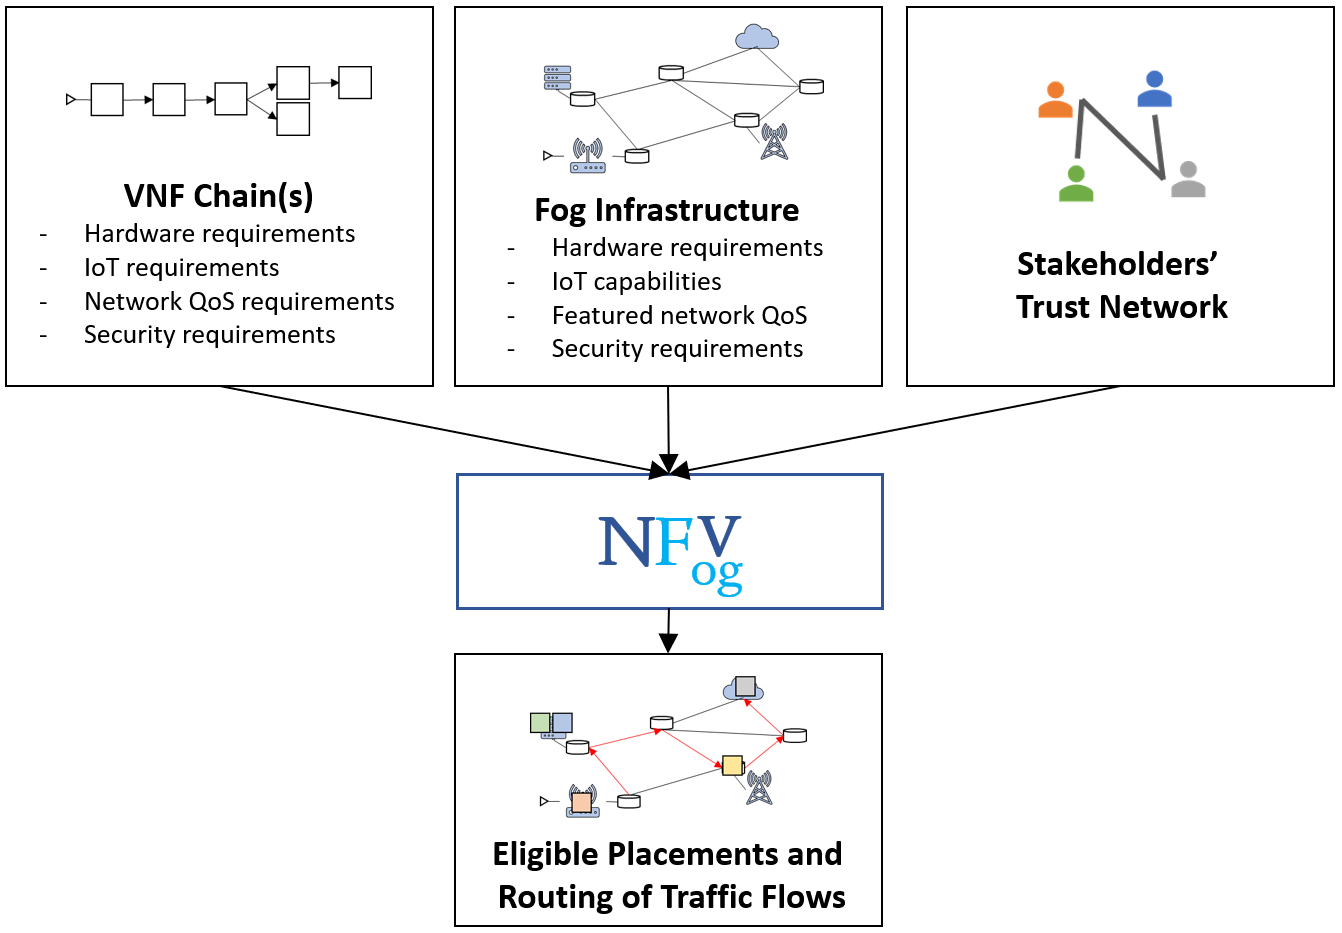 VNF Chain(s)
- Hardware requirements
- IoT requirements
- Network QoS requirements
- Security requirements
Fog Infrastructure
- Hardware requirements
- IoT capabilities
- Featured network QoS
- Security requirements
Stakeholders’
Trust Network
NFV
og
Eligible Placements and
Routing of Traffic Flows